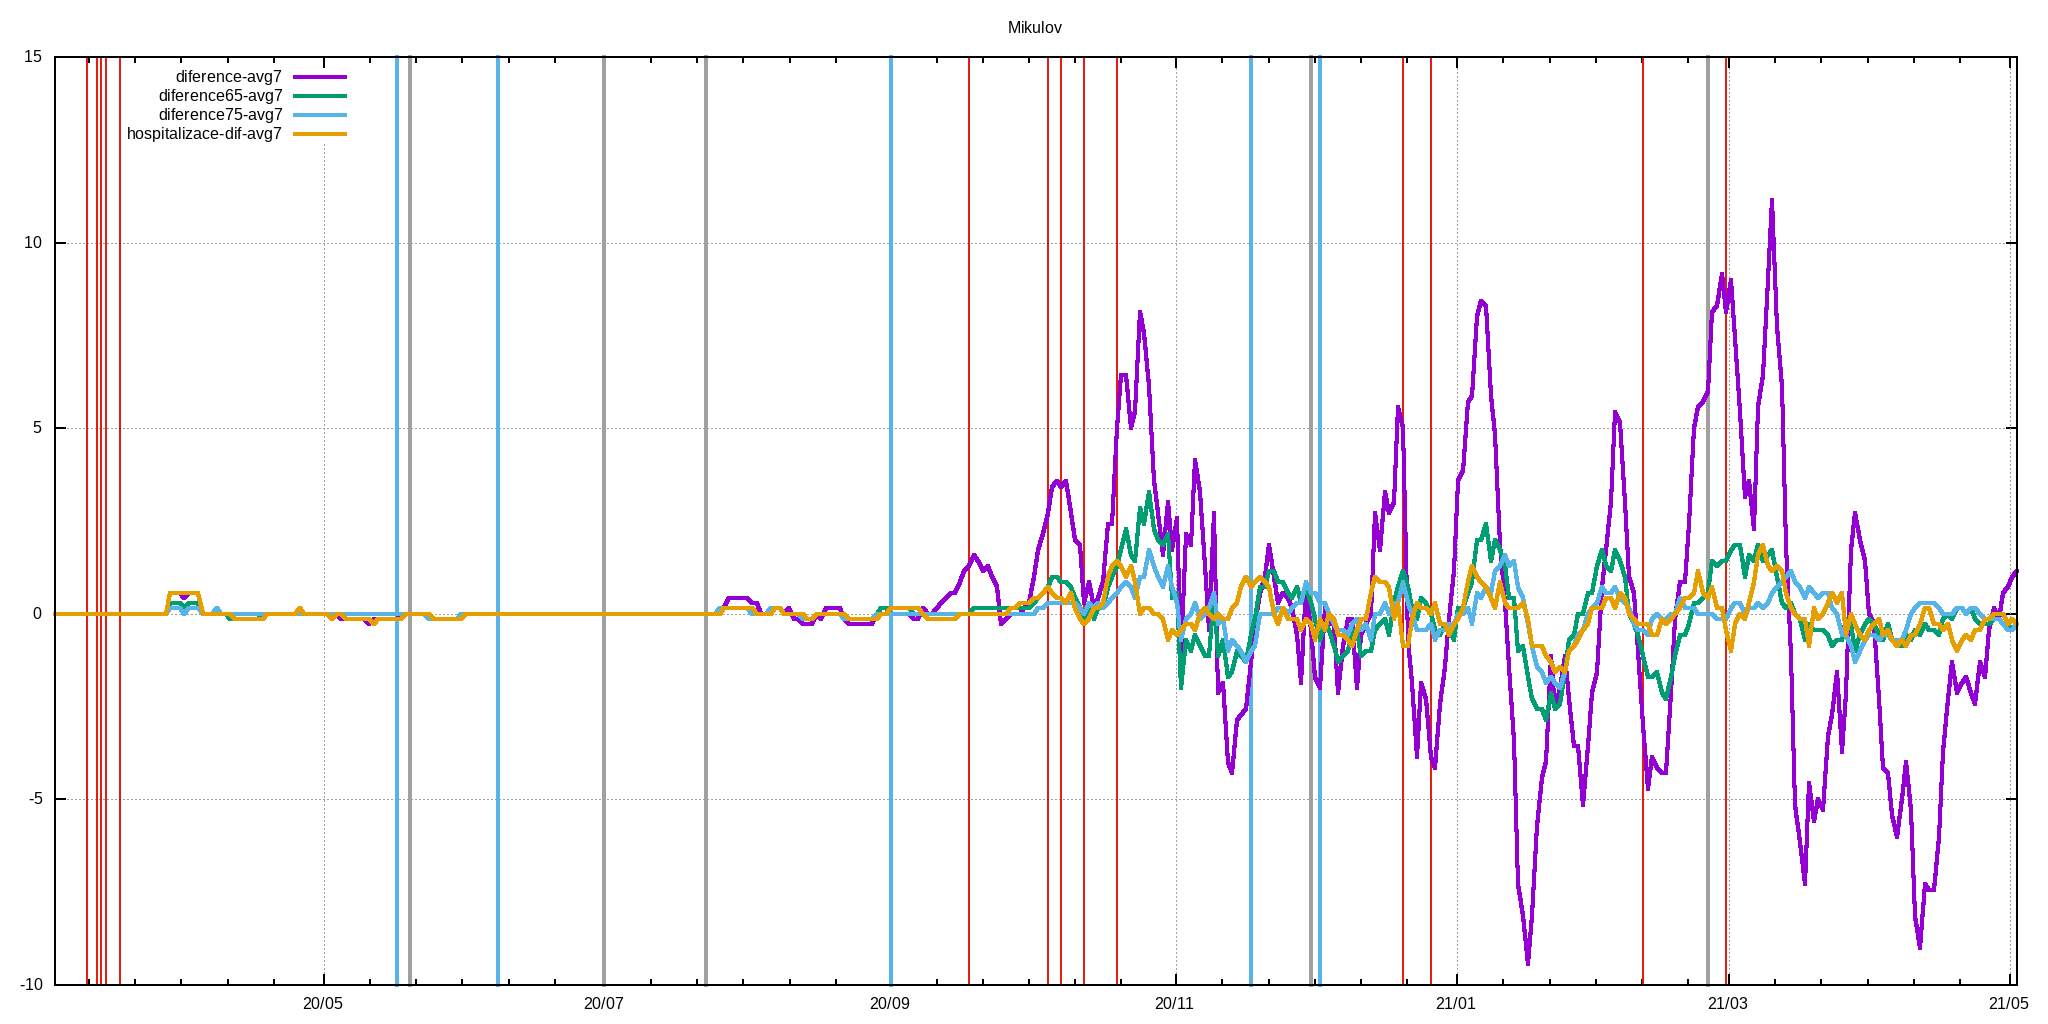 Mikulov
15
diference-avg7
diference65-avg7
diference75-avg7
hospitalizace-dif-avg7
10
5
0
-5
-10
20/05 20/07 20/09 20/11 21/01 21/03 21/05